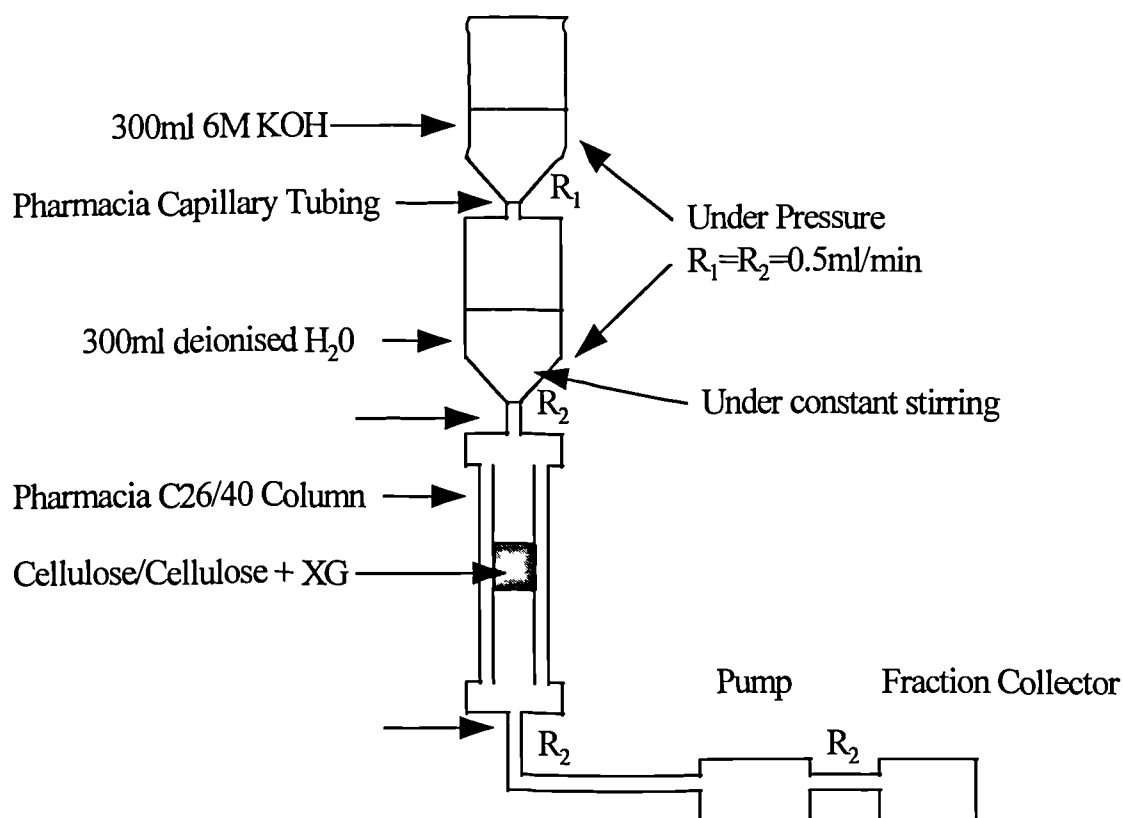 300ml 6M KOH
R1
Pharmacia Capillary Tubing
Under Pressure
R1=R2=0.5ml/min
300ml deionised H20
R2
Under constant stirring
Pharmacia C26/40 Column
Cellulose/Cellulose + XG
Pump
Fraction Collector
R2
R2